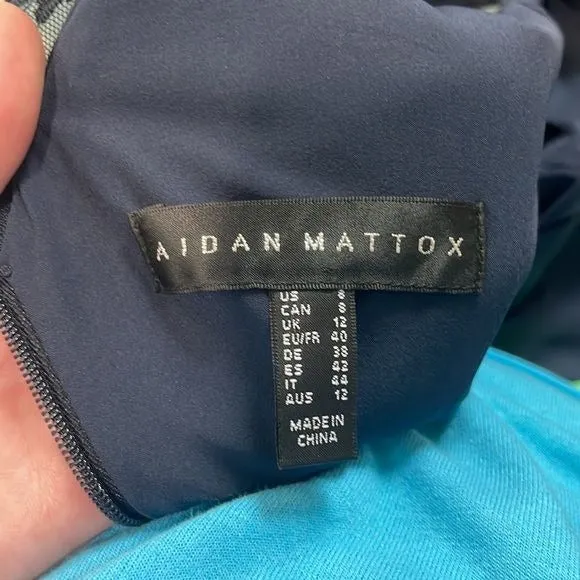 AIDAN MATTOX
US 8
CAN 8
UK 12
EU/FR 40
DE 38
ES 42
IT 44
AUS 12
MADE IN
CHINA